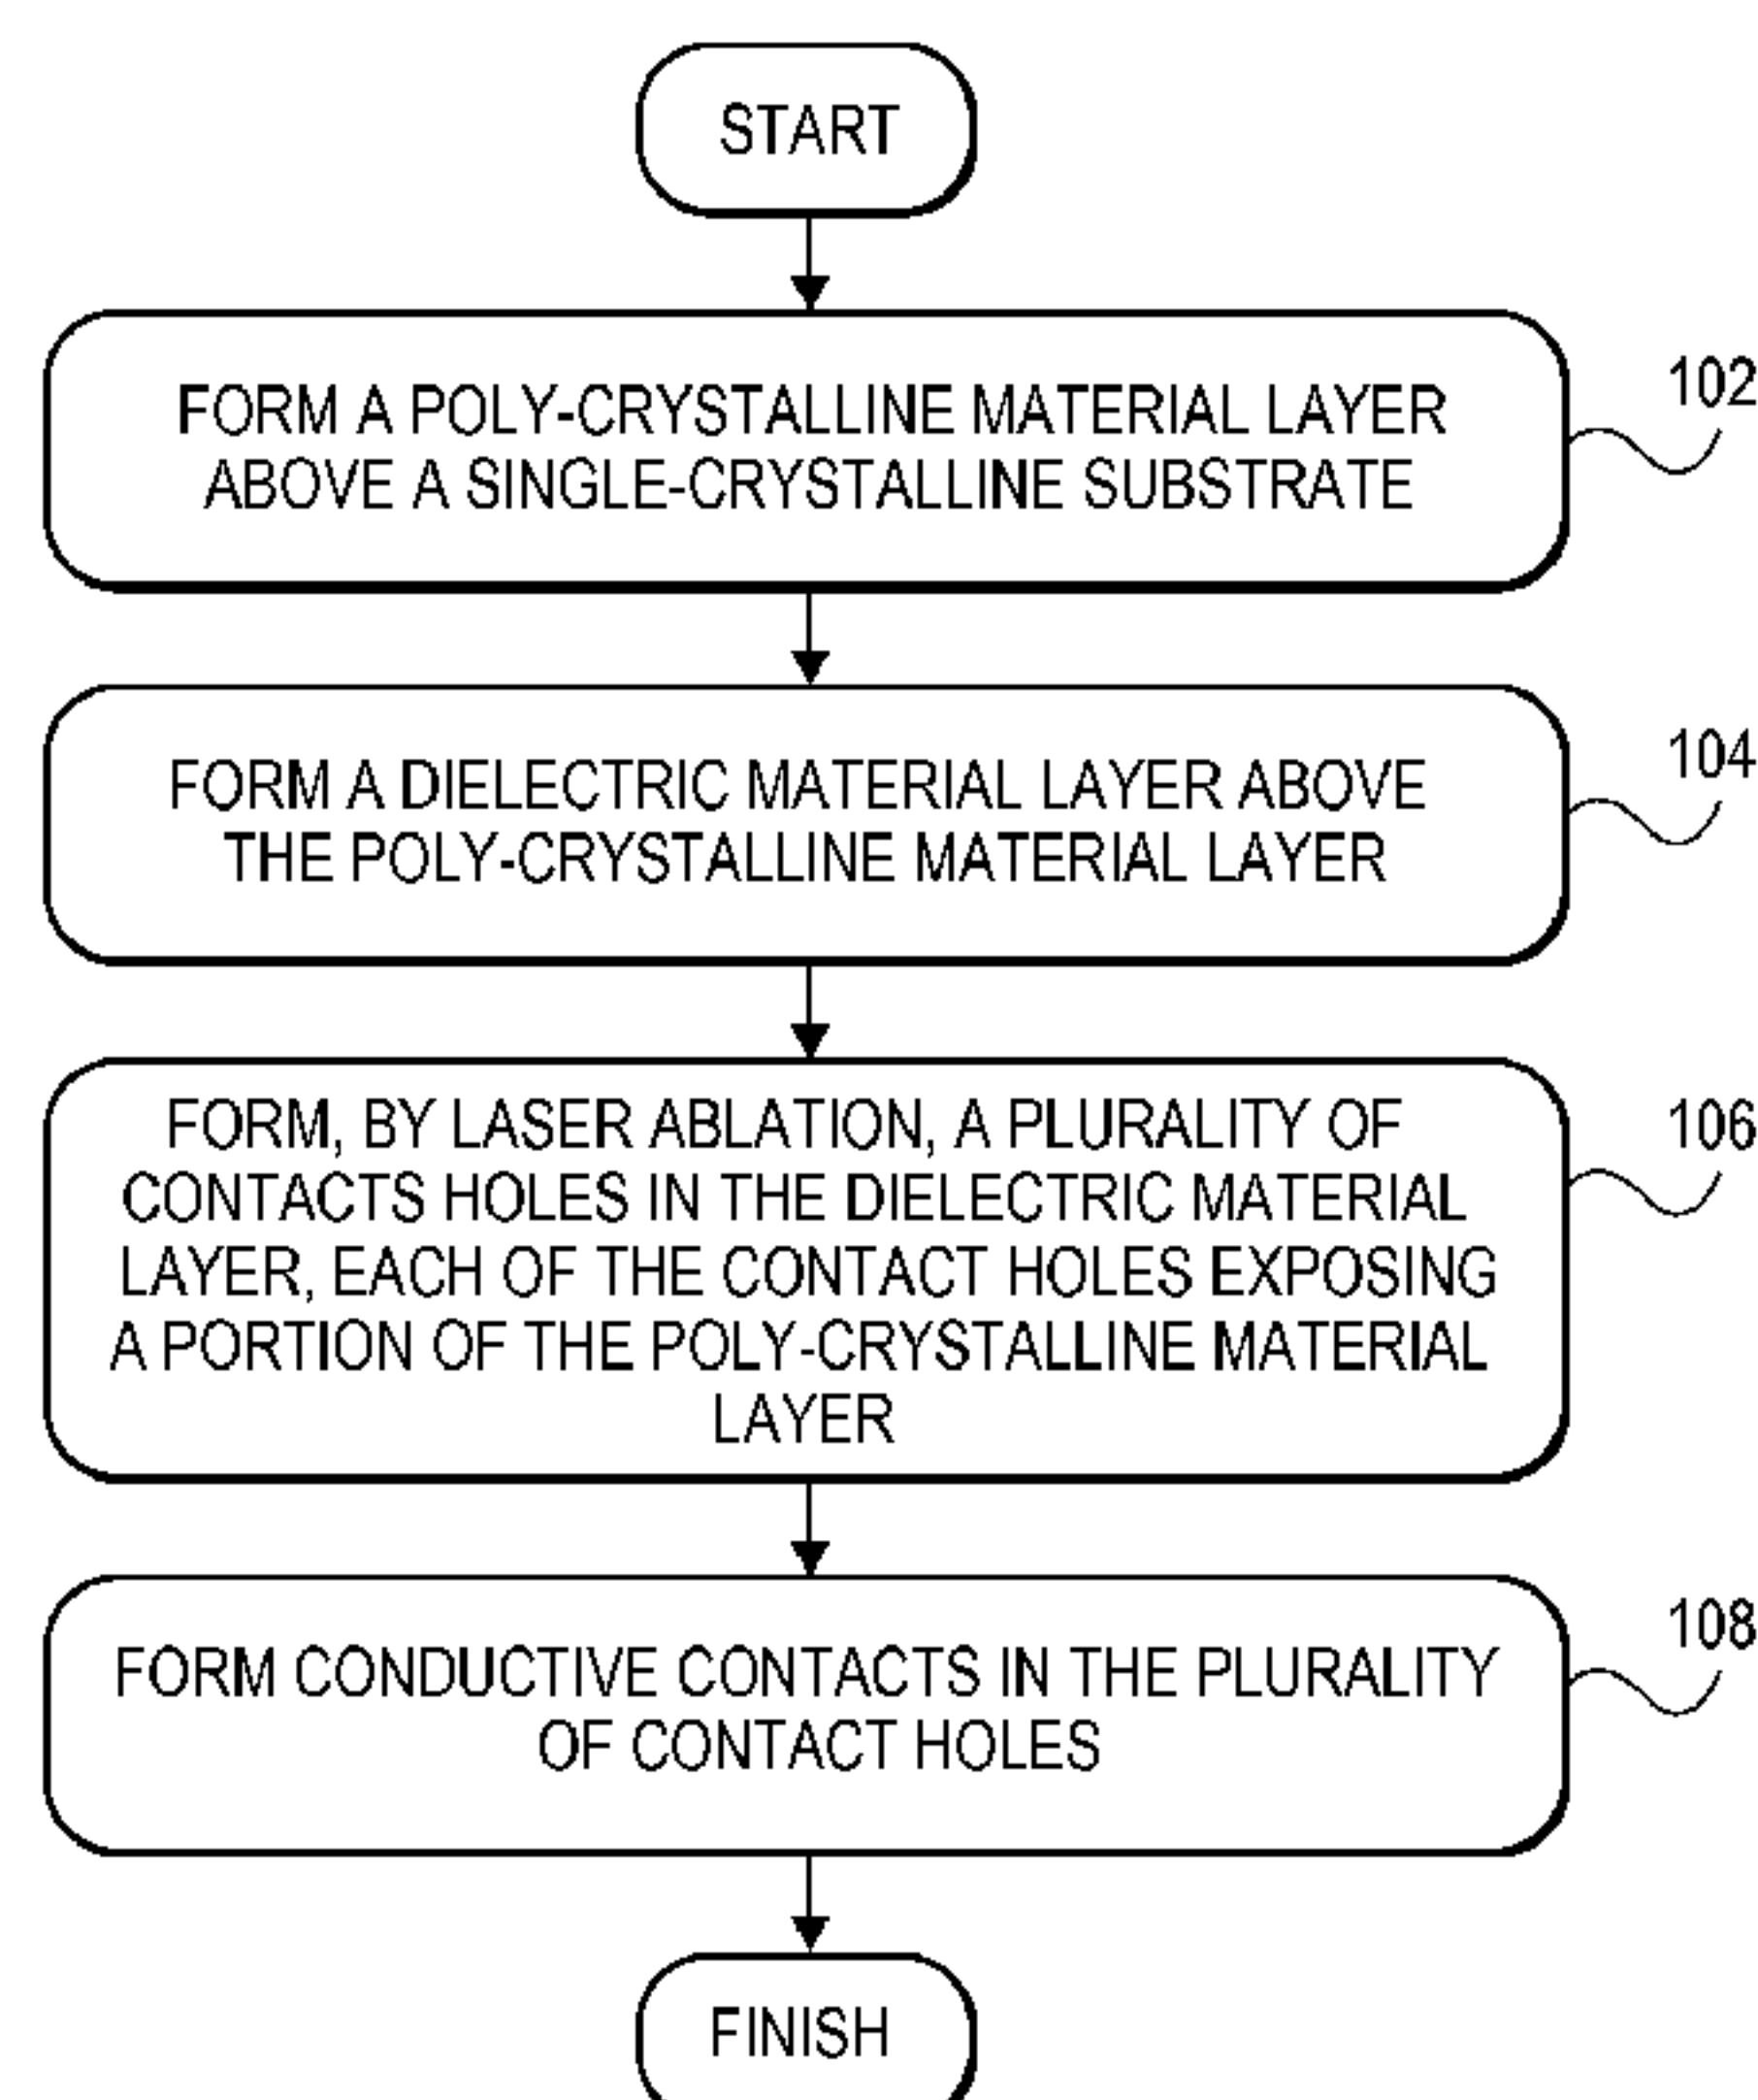 START
FORM A POLY-CRYSTALLINE MATERIAL LAYER
ABOVE A SINGLE-CRYSTALLINE SUBSTRATE
102
FORM A DIELECTRIC MATERIAL LAYER ABOVE
THE POLY-CRYSTALLINE MATERIAL LAYER
104
FORM, BY LASER ABLATION, A PLURALITY OF
CONTACTS HOLES IN THE DIELECTRIC MATERIAL
LAYER, EACH OF THE CONTACT HOLES EXPOSING
A PORTION OF THE POLY-CRYSTALLINE MATERIAL
LAYER
106
FORM CONDUCTIVE CONTACTS IN THE PLURALITY
OF CONTACT HOLES
108
FINISH